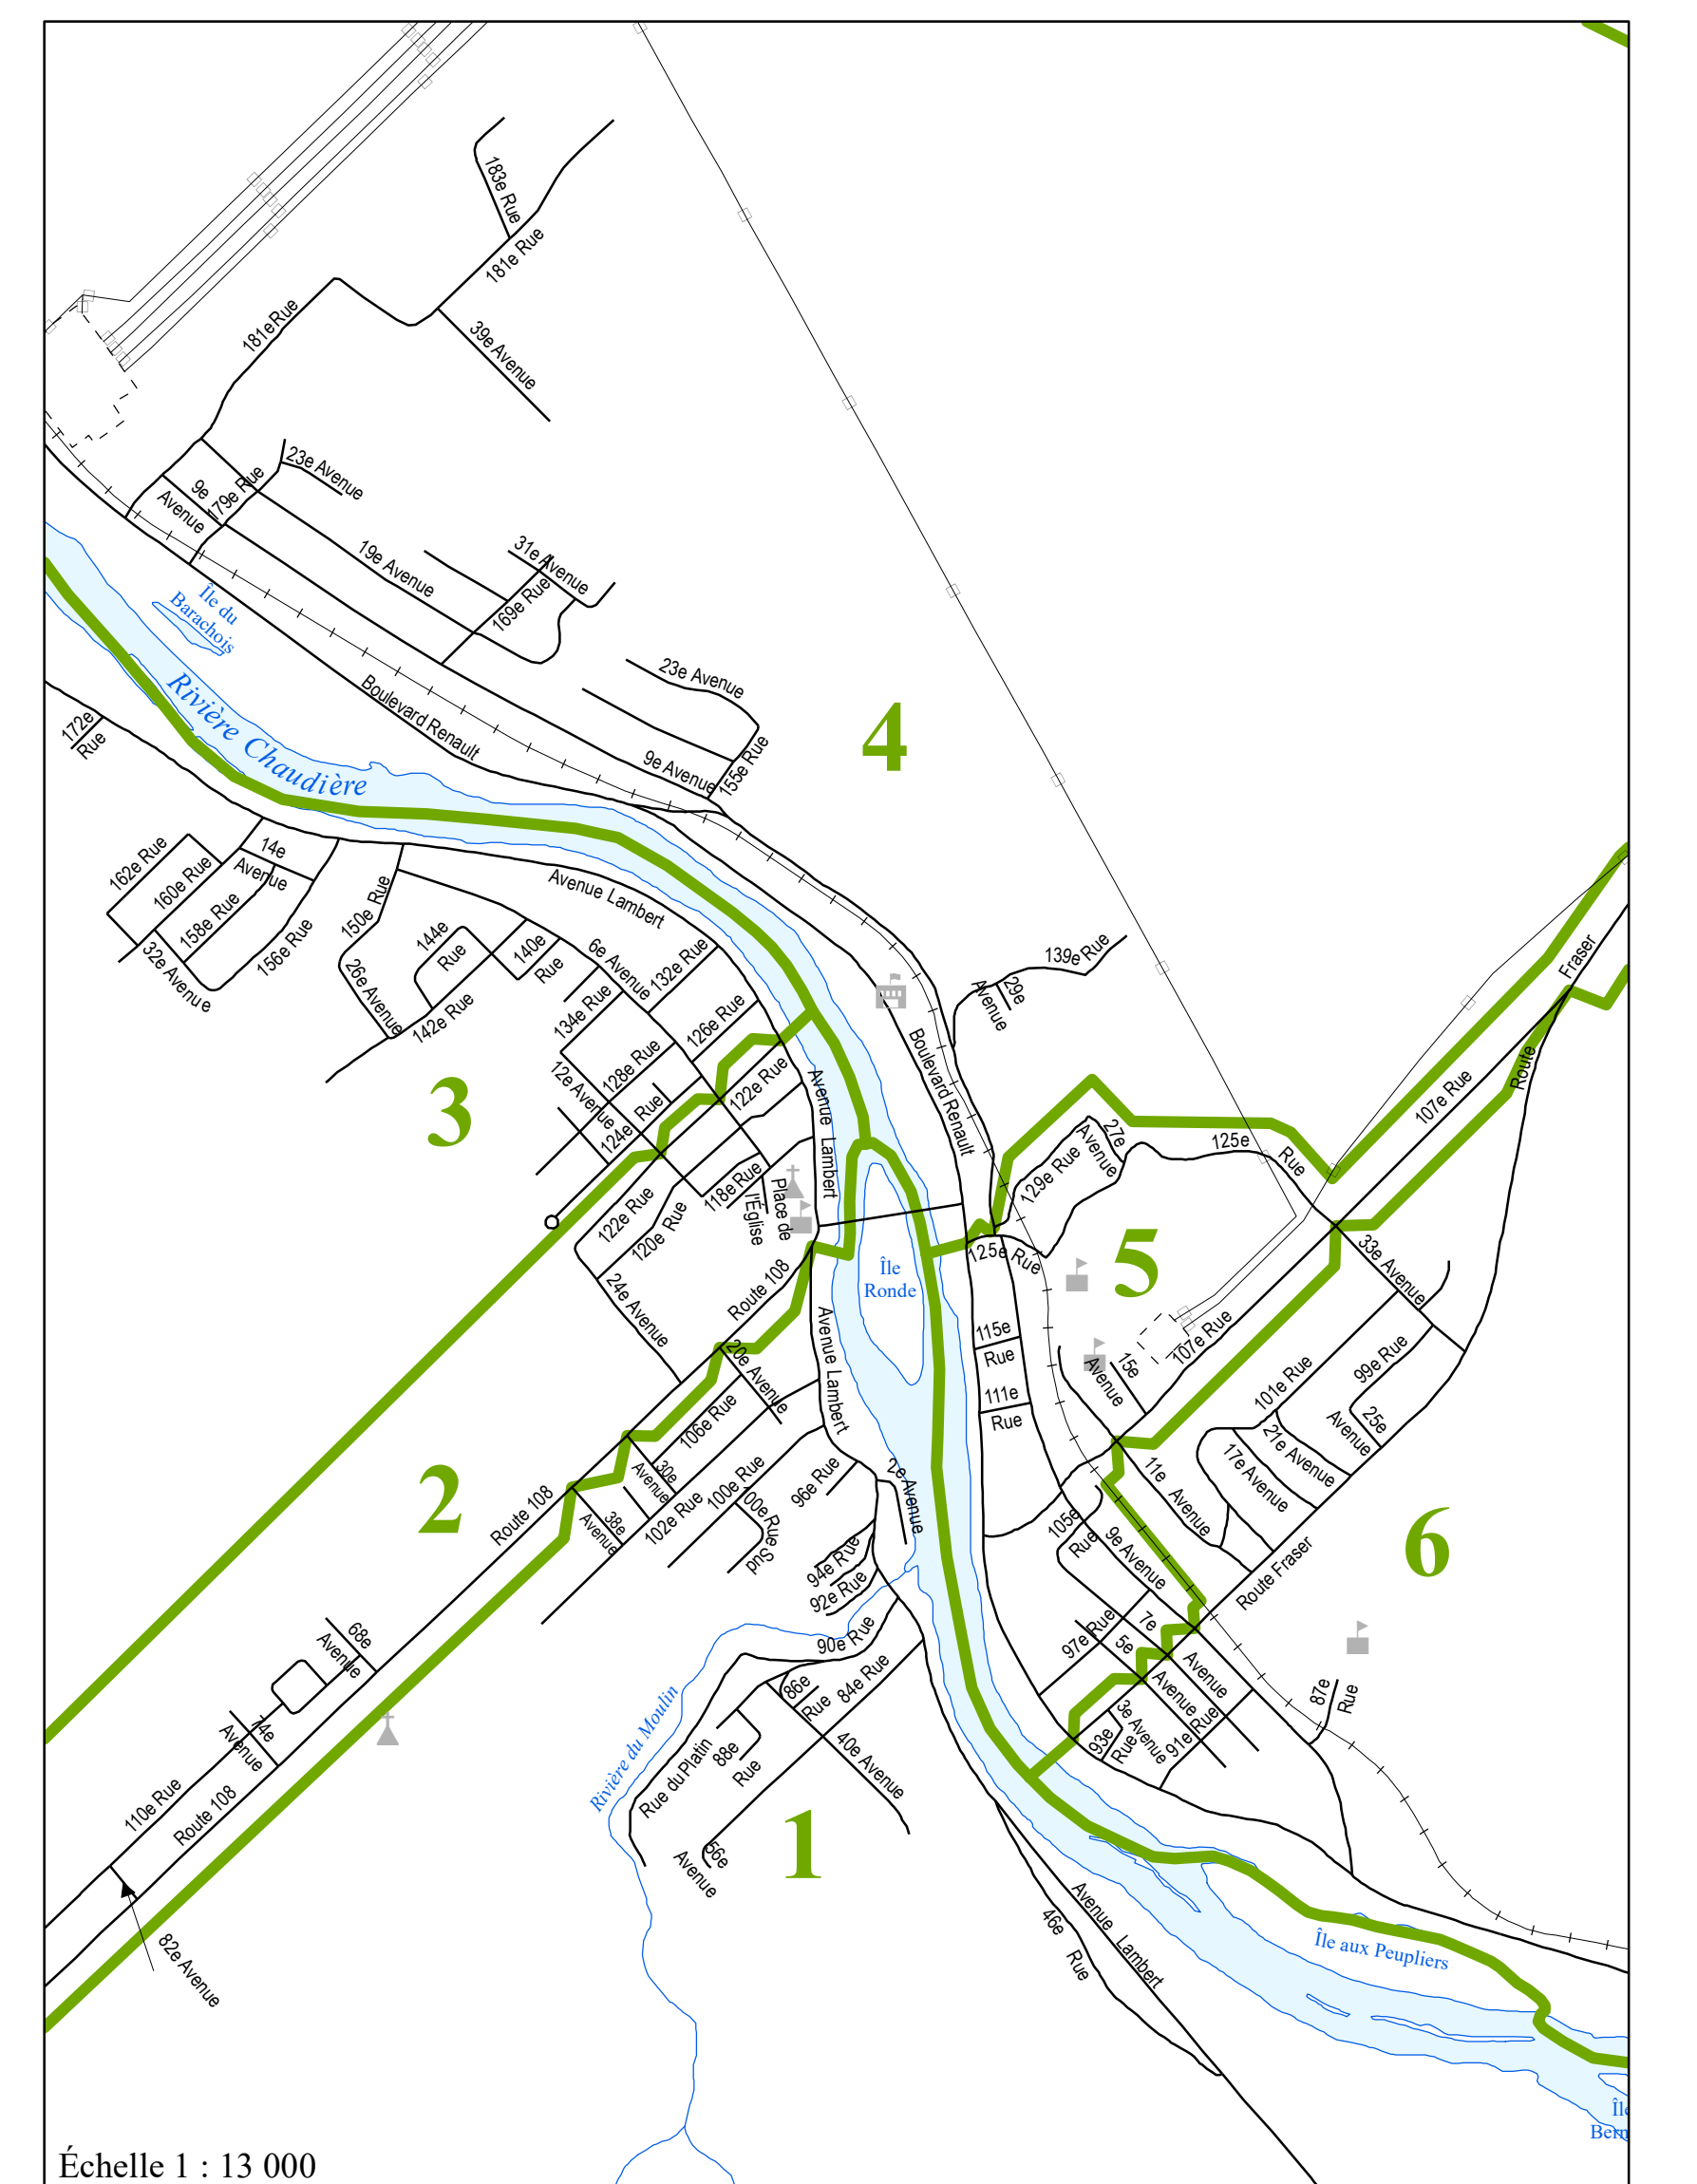 183e Rue
181e Rue
181e Rue
39e Avenue
23e Avenue
9e
Avenue
179e Rue
19e Avenue
31e Avenue
169e Rue
Île du
Barachois
Rivière Chaudière
Boulevard Renault
23e Avenue
9e Avenue
155e Rue
4
172e
Rue
162e Rue
160e Rue
14e
Avenue
158e Rue
156e Rue
32e Avenue
150e Rue
26e Avenue
144e
Rue
142e Rue
140e
Rue
Avenue Lambert
6e Avenue
132e Rue
134e Rue
126e Rue
128e Rue
12e Avenue
124e
Rue
122e Rue
3
139e Rue
29e
Avenue
Boulevard Renault
Avenue Lambert
118e Rue
Place de
l'Église
122e Rue
120e Rue
24e Avenue
Route 108
Île
Ronde
129e Rue
27e
Avenue
125e
Rue
125e Rue
107e Rue
Route
Fraser
5
33e Avenue
115e
Rue
111e
Rue
15e
Avenue
107e Rue
101e Rue
99e Rue
25e
Avenue
21e Avenue
17e Avenue
11e
Avenue
6
Avenue Lambert
20e Avenue
106e Rue
30e
Avenue
38e
Avenue
102e Rue
100e Rue
100e Rue
Sud
96e Rue
2e Avenue
94e Rue
92e Rue
90e Rue
2
Route 108
105e
Rue
9e Avenue
97e Rue
7e
Avenue
5e
Avenue
3e Avenue
93e
Rue
91e Rue
Route Fraser
87e
Rue
68e
Avenue
74e
Avenue
110e Rue
Route 108
82e Avenue
Rivière du Moulin
Rue du Platin
86e
Rue
84e Rue
88e
Rue
40e Avenue
56e
Avenue
1
46e
Rue
Avenue Lambert
Île aux Peupliers
Échelle 1 : 13 000